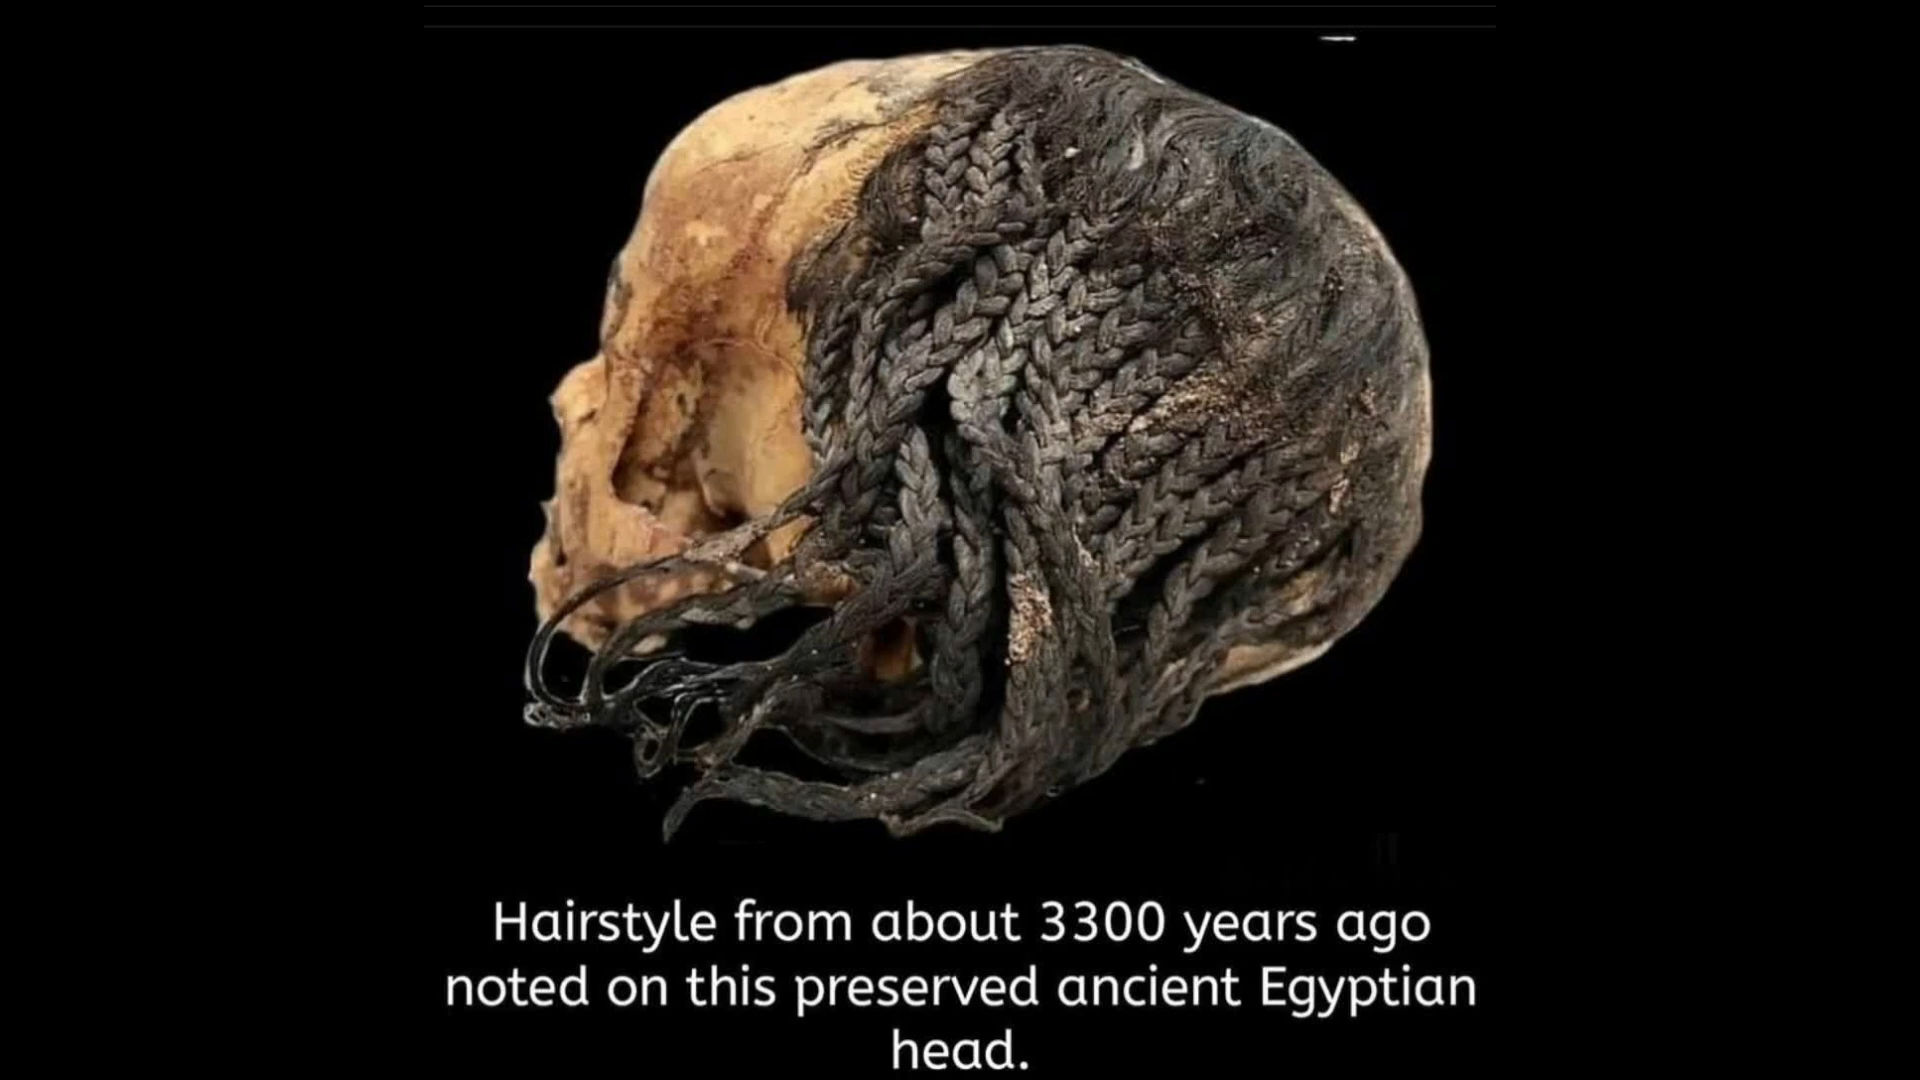 Hairstyle from about 3300 years ago
noted on this preserved ancient Egyptian
head.